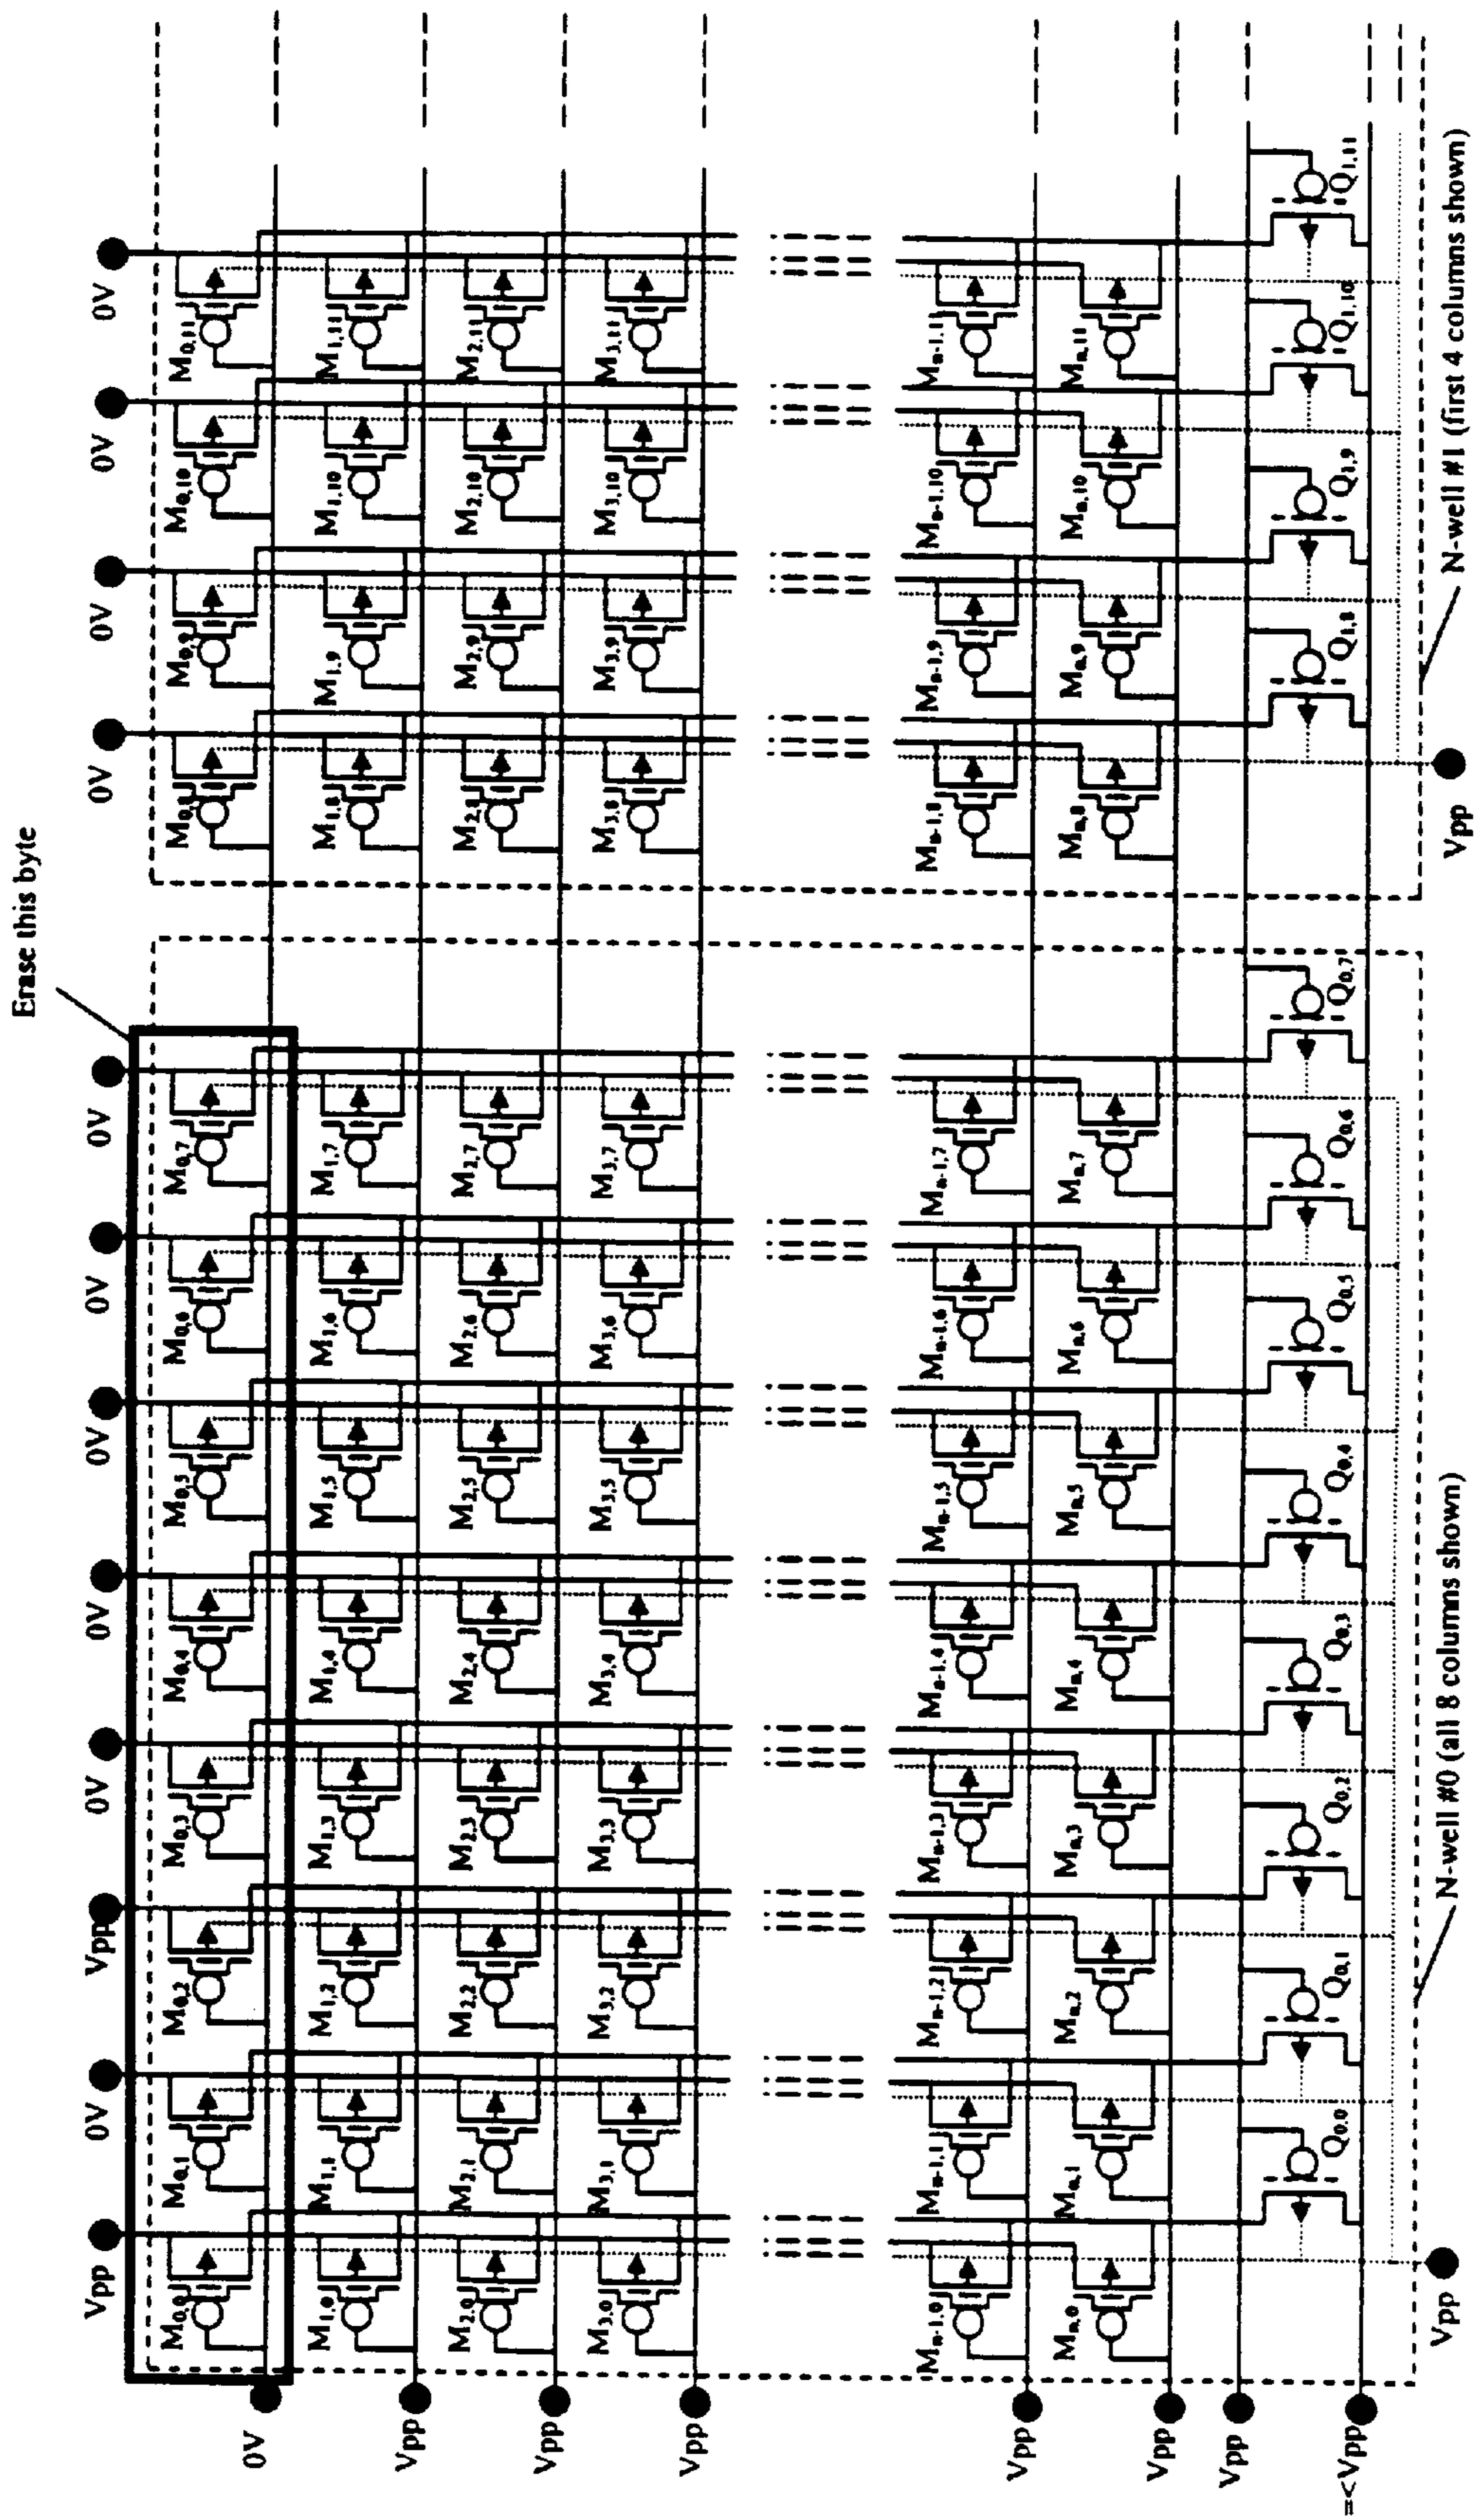 Erase this byte
Vpp 0V Vpp 0V 0V 0V 0V 0V 0V 0V 0V 0V
M0,0 M0,1 M0,2 M0,3 M0,4 M0,5 M0,6 M0,7 M0,8 M0,9 M0,10 M0,11
0V
M1,0 M1,1 M1,2 M1,3 M1,4 M1,5 M1,6 M1,7 M1,8 M1,9 M1,10 M1,11
Vpp
M2,0 M2,1 M2,2 M2,3 M2,4 M2,5 M2,6 M2,7 M2,8 M2,9 M2,10 M2,11
Vpp
M3,0 M3,1 M3,2 M3,3 M3,4 M3,5 M3,6 M3,7 M3,8 M3,9 M3,10 M3,11
Vpp
Mn-1,0 Mn-1,1 Mn-1,2 Mn-1,3 Mn-1,4 Mn-1,5 Mn-1,6 Mn-1,7 Mn-1,8 Mn-1,9 Mn-1,10 Mn-1,11
Vpp
Mn,0 Mn,1 Mn,2 Mn,3 Mn,4 Mn,5 Mn,6 Mn,7 Mn,8 Mn,9 Mn,10 Mn,11
Vpp
Vpp
Q0,0 Q0,1 Q0,2 Q0,3 Q0,4 Q0,5 Q0,6 Q0,7 Q1,8 Q1,9 Q1,10 Q1,11
=<Vpp
Vpp
N-well #0 (all 8 columns shown)
Vpp
N-well #1 (first 4 columns shown)